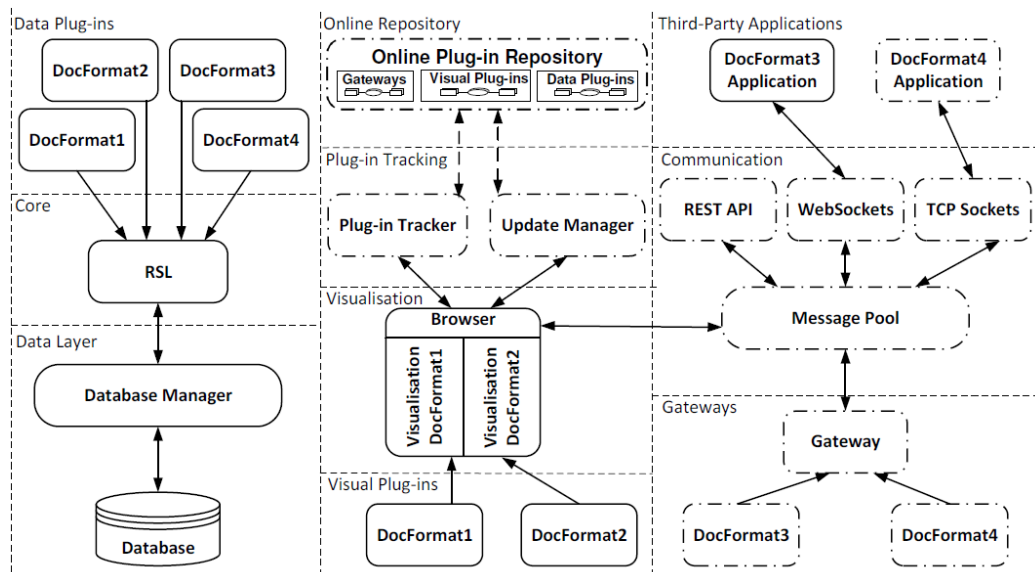 Data Plug-ins
DocFormat2
DocFormat3
DocFormat1
DocFormat4
Core
RSL
Data Layer
Database Manager
Database
Online Repository
Online Plug-in Repository
Gateways
Visual Plug-ins
Data Plug-ins
Plug-in Tracking
Plug-in Tracker
Update Manager
Visualisation
Browser
Visualisation
DocFormat1
Visualisation
DocFormat2
Visual Plug-ins
DocFormat1
DocFormat2
Third-Party Applications
DocFormat3
Application
DocFormat4
Application
Communication
REST API
WebSockets
TCP Sockets
Message Pool
Gateways
Gateway
DocFormat3
DocFormat4